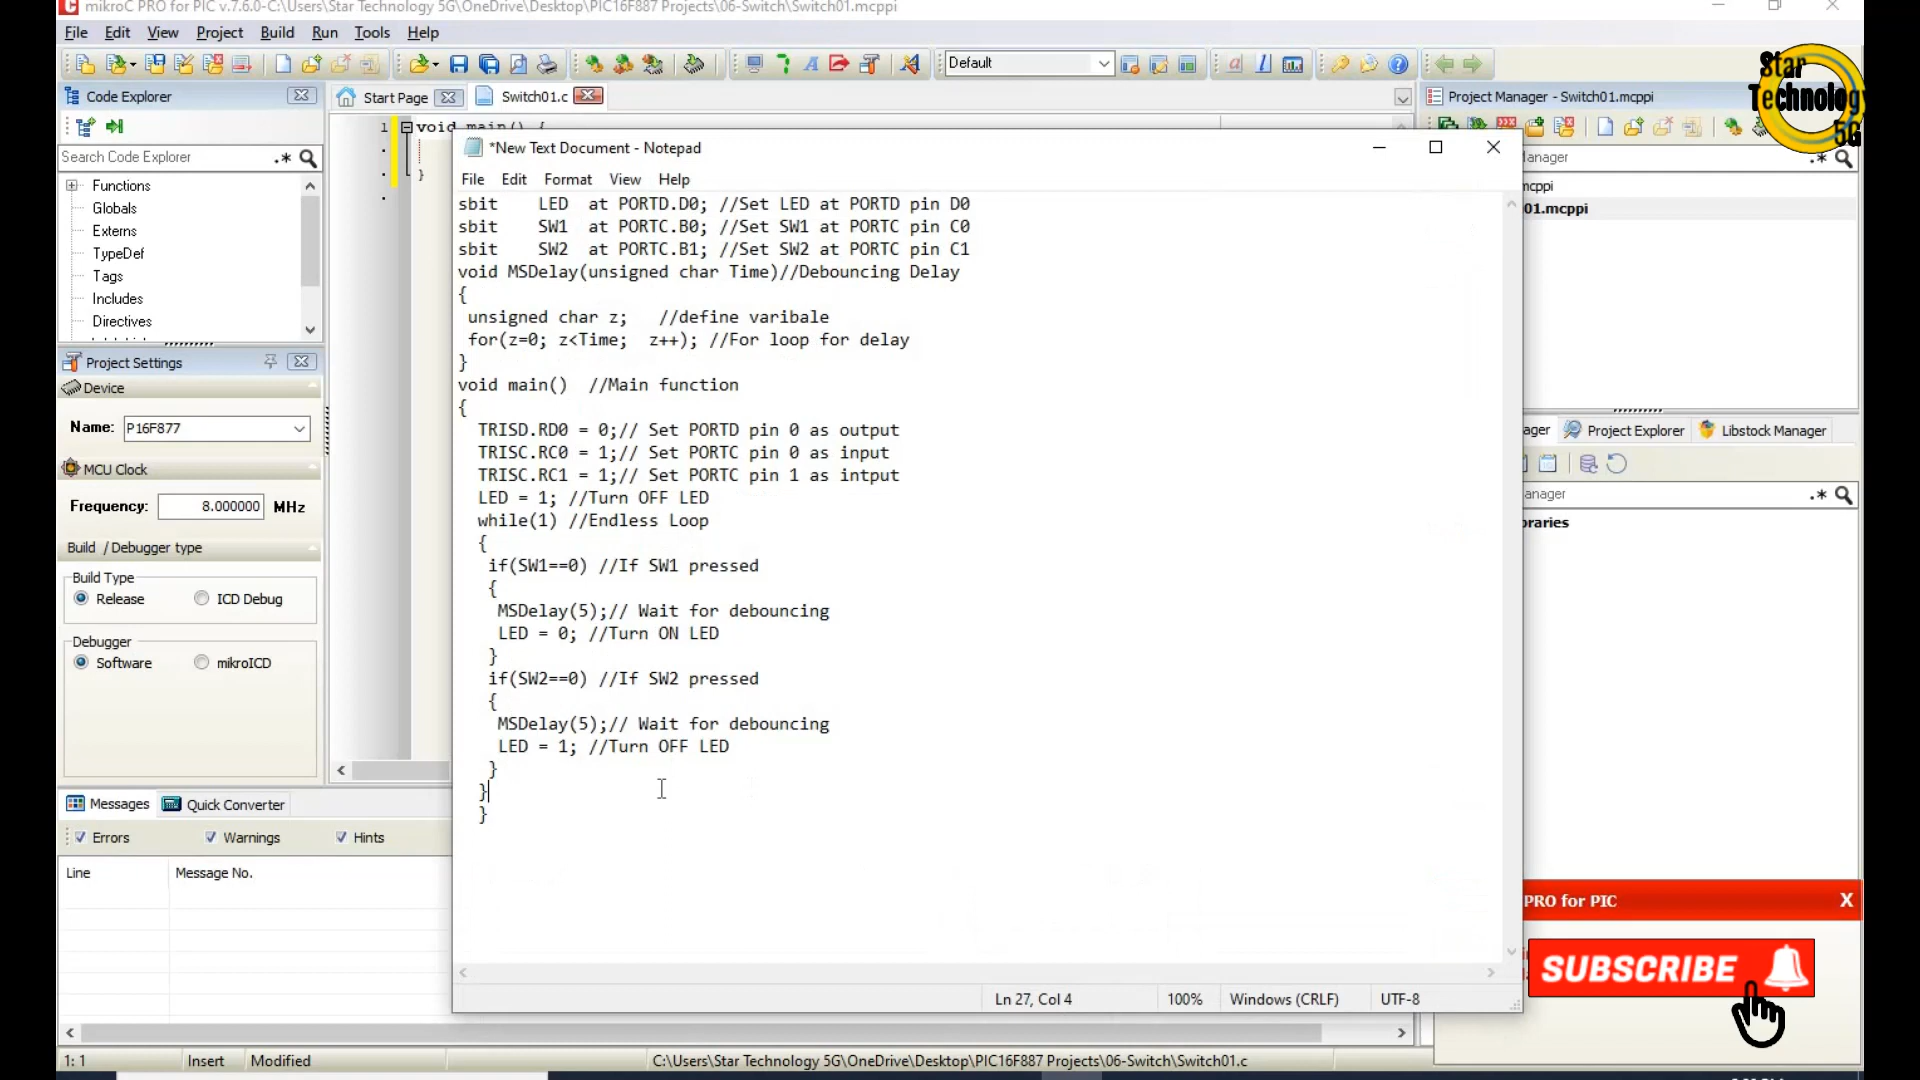 mikroC PRO for PIC v.7.6.0-C:\Users\Star Technology 5G\OneDrive\Desktop\PIC16F887 Projects\06-Switch\Switch01.mcppi
File Edit View Project Build Run Tools Help
Default
Star Technology 5G
Code Explorer
Start Page
Switch01.c
Project Manager - Switch01.mcppi
1 void main() {
}
Search Code Explorer
Functions
Globals
Externs
TypeDef
Tags
Includes
Directives
Project Settings
Device
Name: P16F877
MCU Clock
Frequency: 8.000000 MHz
Build / Debugger type
Build Type
Release ICD Debug
Debugger
Software mikroICD
*New Text Document - Notepad
File Edit Format View Help
sbit LED at PORTD.D0; //Set LED at PORTD pin D0
sbit SW1 at PORTC.B0; //Set SW1 at PORTC pin C0
sbit SW2 at PORTC.B1; //Set SW2 at PORTC pin C1
void MSDelay(unsigned char Time)//Debouncing Delay
{
unsigned char z; //define varibale
for(z=0; z<Time; z++); //For loop for delay
}
void main() //Main function
{
TRISD.RD0 = 0;// Set PORTD pin 0 as output
TRISC.RC0 = 1;// Set PORTC pin 0 as input
TRISC.RC1 = 1;// Set PORTC pin 1 as intput
LED = 1; //Turn OFF LED
while(1) //Endless Loop
{
if(SW1==0) //If SW1 pressed
{
MSDelay(5);// Wait for debouncing
LED = 0; //Turn ON LED
}
if(SW2==0) //If SW2 pressed
{
MSDelay(5);// Wait for debouncing
LED = 1; //Turn OFF LED
}
}
}
Ln 27, Col 4 100% Windows (CRLF) UTF-8
anager
mcppi
01.mcppi
ager Project Explorer Libstock Manager
anager
braries
PRO for PIC X
SUBSCRIBE
Messages Quick Converter
Errors Warnings Hints
Line Message No.
1: 1 Insert Modified C:\Users\Star Technology 5G\OneDrive\Desktop\PIC16F887 Projects\06-Switch\Switch01.c